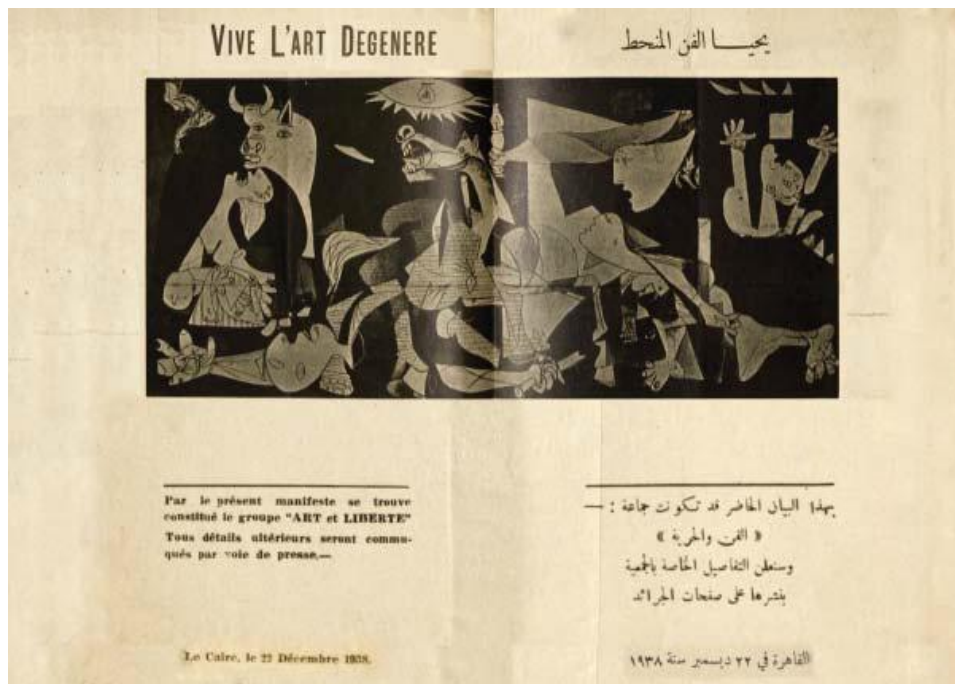 VIVE L'ART DEGENERE
يحيا الفن المنحط
Par le présent manifeste se trouve
constitué le groupe "ART et LIBERTE"
Tous détails ultérieurs seront commu-
qués par voie de presse.—
Le Caire, le 22 Décembre 1938.
بهذا البيان الحاضر قد تكونت جماعة : —
« الفن والحرية »
وسنعلن التفاصيل الخاصة بالجمعية
بنشرها على صفحات الجرائد
القاهرة في ٢٢ ديسمبر سنة ١٩٣٨